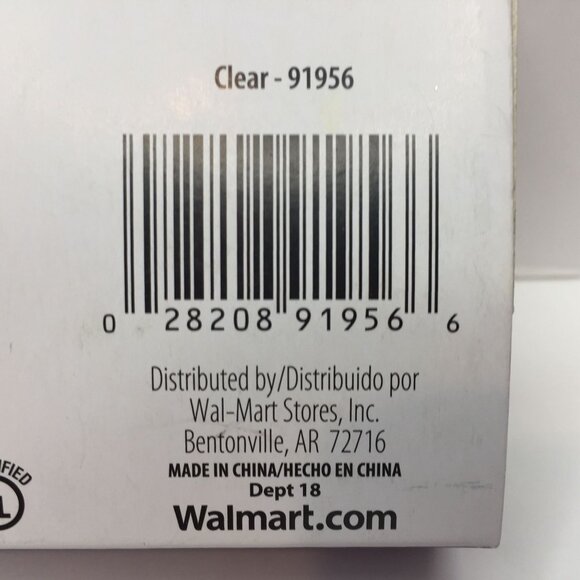 Clear - 91956
0 28208 91956 6
Distributed by/Distribuido por
Wal-Mart Stores, Inc.
Bentonville, AR 72716
MADE IN CHINA/HECHO EN CHINA
Dept 18
Walmart.com